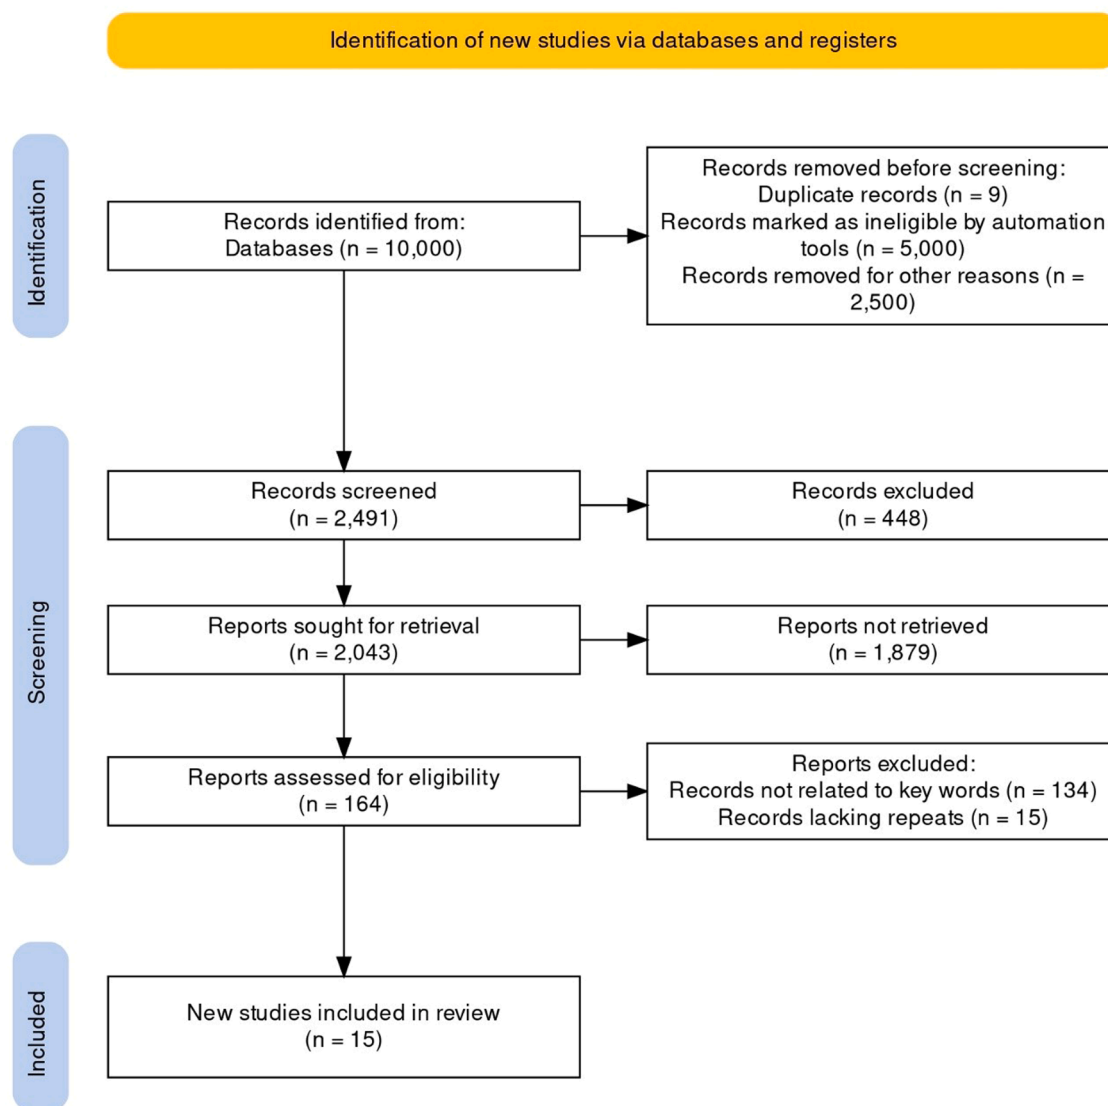 Identification of new studies via databases and registers
Identification
Records identified from:
Databases (n = 10,000)
Records removed before screening:
Duplicate records (n = 9)
Records marked as ineligible by automation
tools (n = 5,000)
Records removed for other reasons (n =
2,500)
Screening
Records screened
(n = 2,491)
Records excluded
(n = 448)
Reports sought for retrieval
(n = 2,043)
Reports not retrieved
(n = 1,879)
Reports assessed for eligibility
(n = 164)
Reports excluded:
Records not related to key words (n = 134)
Records lacking repeats (n = 15)
Included
New studies included in review
(n = 15)